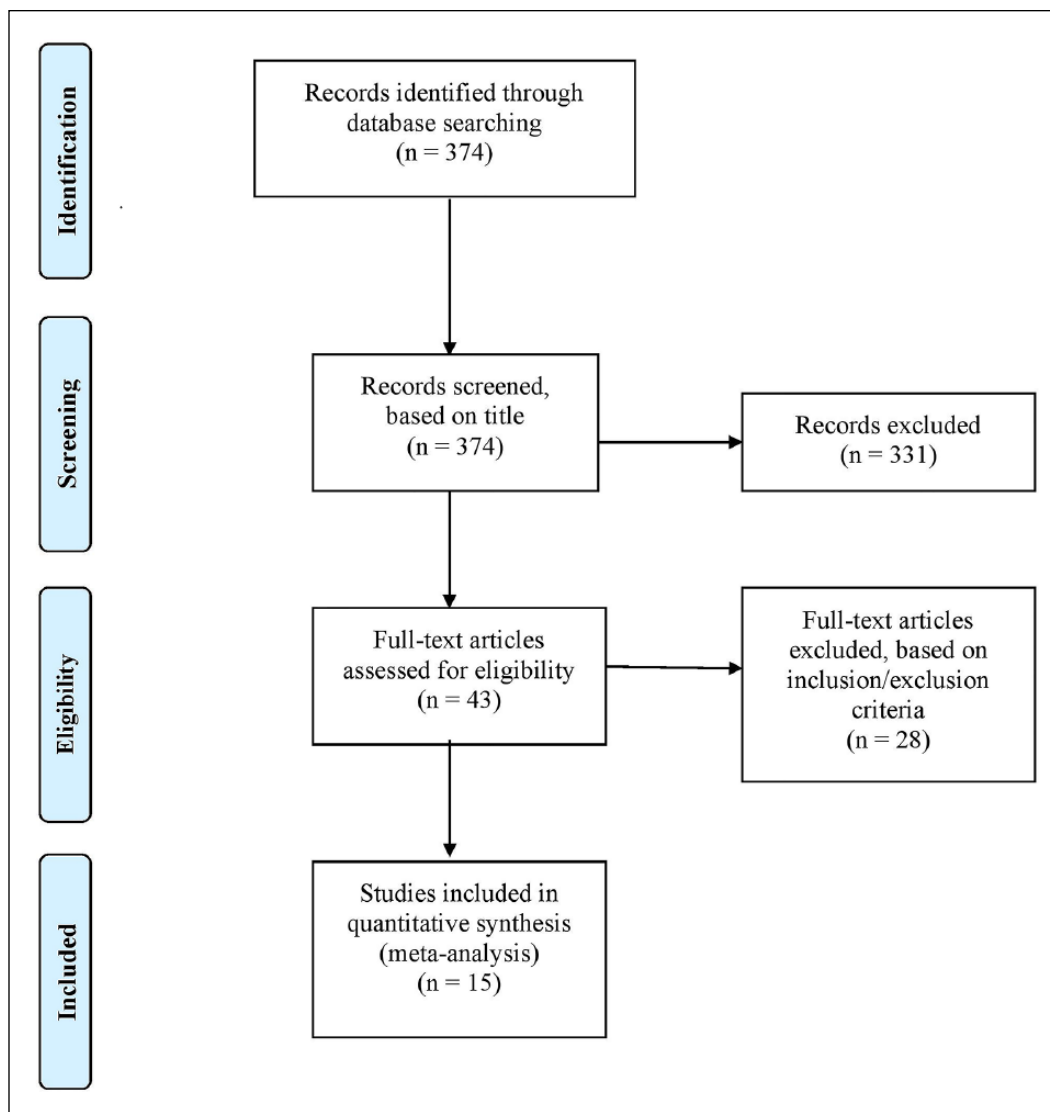 Identification
Records identified through
database searching
(n = 374)
Screening
Records screened,
based on title
(n = 374)
Records excluded
(n = 331)
Eligibility
Full-text articles
assessed for eligibility
(n = 43)
Full-text articles
excluded, based on
inclusion/exclusion
criteria
(n = 28)
Included
Studies included in
quantitative synthesis
(meta-analysis)
(n = 15)